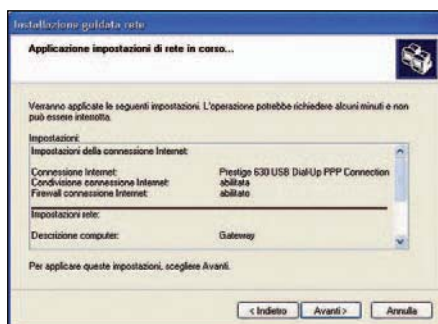 Installazione guidata rete
Applicazione impostazioni di rete in corso...
Verranno applicate le seguenti impostazioni. L'operazione potrebbe richiedere alcuni minuti e non
può essere interrotta.
Impostazioni:
Impostazioni della connessione Internet:
Connessione Internet: Prestige 630 USB Dial-Up PPP Connection
Condivisione connessione Internet: abilitata
Firewall connessione Internet: abilitato
Impostazioni rete:
Descrizione computer: Gateway
Per applicare queste impostazioni, scegliere Avanti.
< Indietro Avanti > Annulla